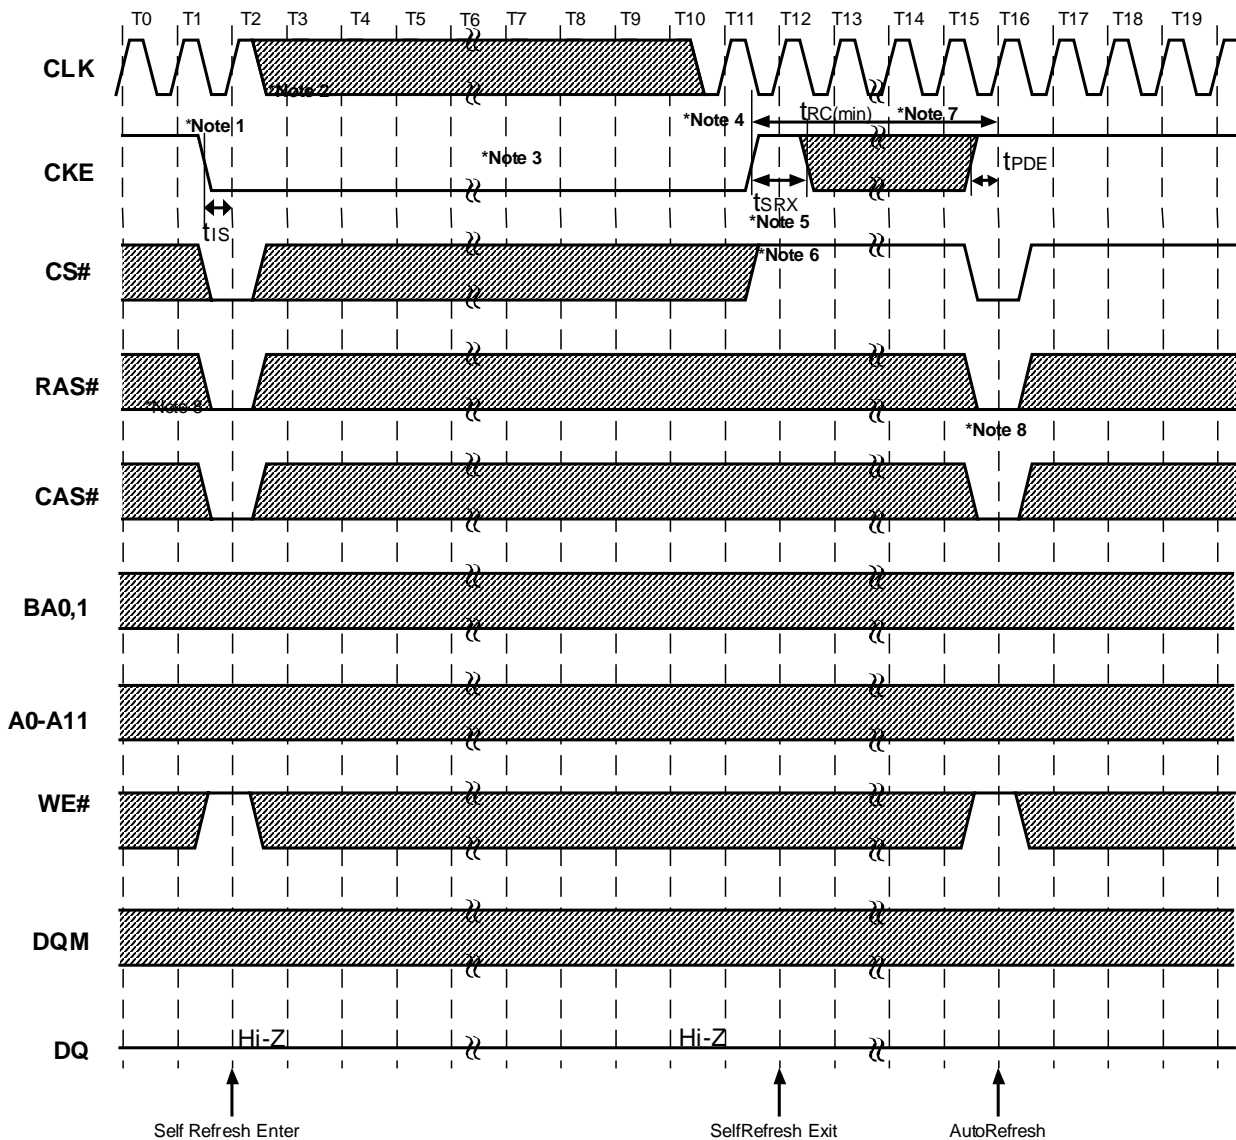 T0 T1 T2 T3 T4 T5 T6 T7 T8 T9 T10 T11 T12 T13 T14 T15 T16 T17 T18 T19
CLK
*Note 2
*Note 1
*Note 4
tRC(min)
*Note 7
CKE
*Note 3
tPDE
tIS
tSRX
*Note 5
CS#
*Note 6
RAS#
*Note 8
*Note 8
CAS#
BA0,1
A0-A11
WE#
DQM
DQ
Hi-Z
Hi-Z
Self Refresh Enter
SelfRefresh Exit
AutoRefresh